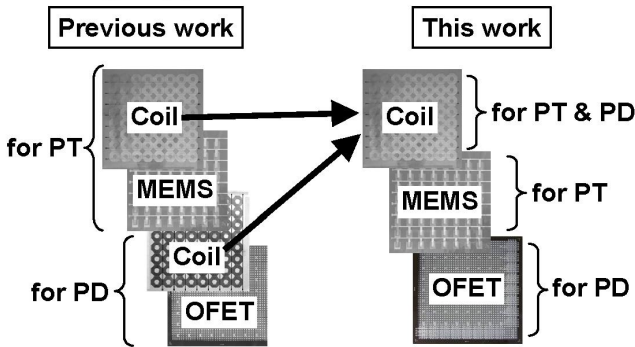 Previous work
This work
Coil
for PT
MEMS
Coil
for PD
OFET
Coil
for PT & PD
MEMS
for PT
OFET
for PD